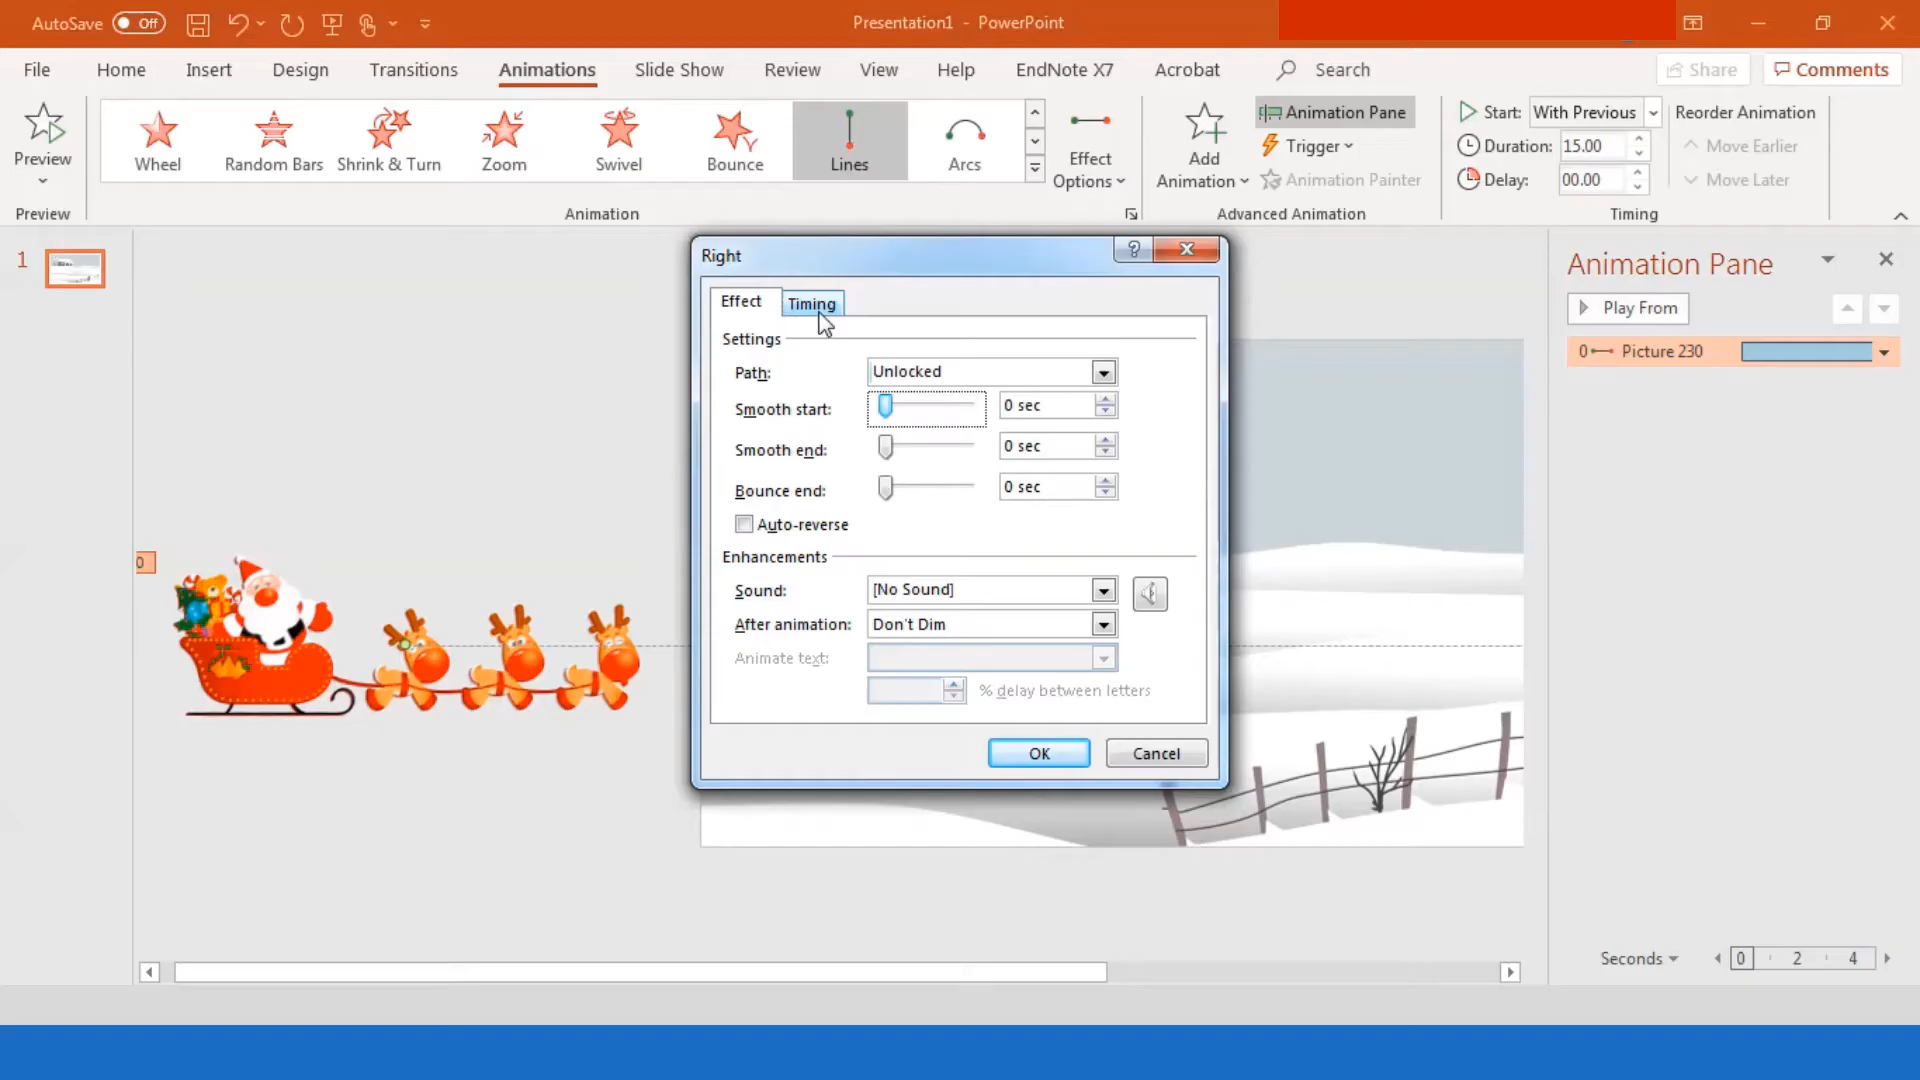 AutoSave Off
Presentation1 - PowerPoint
File Home Insert Design Transitions Animations Slide Show Review View Help EndNote X7 Acrobat Search Share Comments
Preview
Wheel Random Bars Shrink & Turn Zoom Swivel Bounce Lines Arcs
Effect Options
Add Animation
Animation Pane
Trigger
Animation Painter
Start: With Previous
Duration: 15.00
Delay: 00.00
Reorder Animation
Move Earlier
Move Later
Preview Animation Advanced Animation Timing
1
Right
?
Effect Timing
Settings
Path: Unlocked
Smooth start: 0 sec
Smooth end: 0 sec
Bounce end: 0 sec
Auto-reverse
Enhancements
Sound: [No Sound]
After animation: Don't Dim
Animate text:
% delay between letters
OK Cancel
0
Animation Pane
Play From
0 Picture 230
Seconds 0 2 4